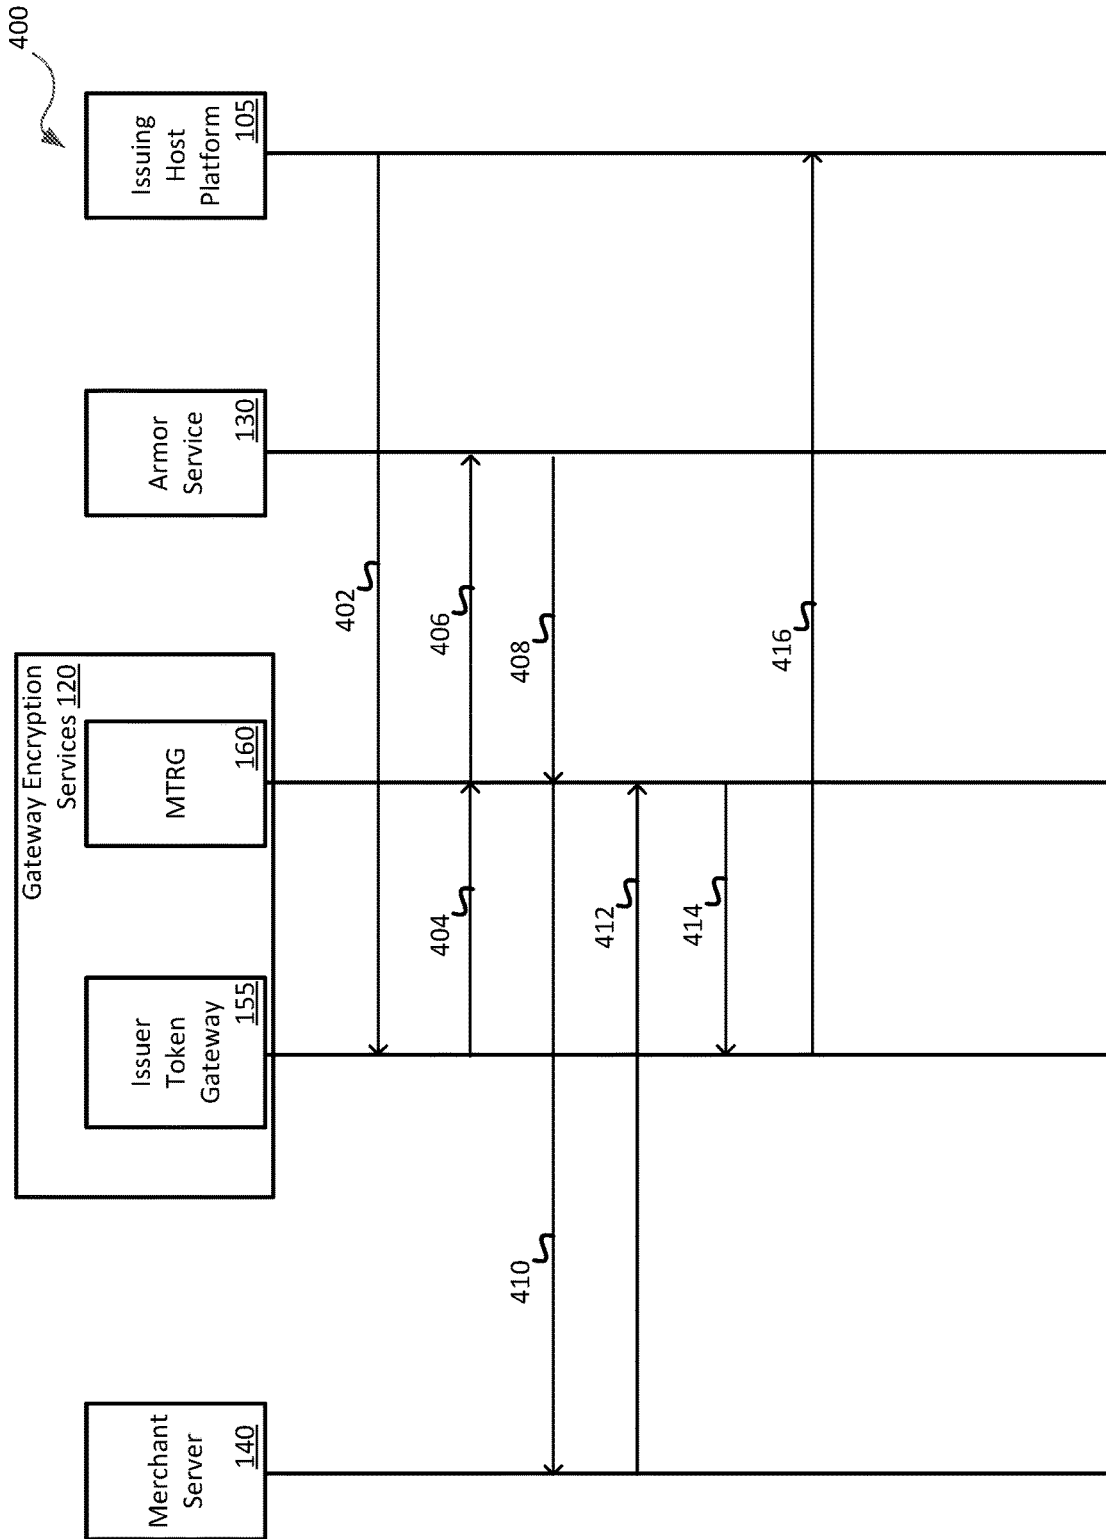 400
Gateway Encryption
Services 120
Merchant
Server
140
Issuer
Token
Gateway
155
MTRG
160
Armor
Service
130
Issuing
Host
Platform
105
402
404
406
408
410
412
414
416